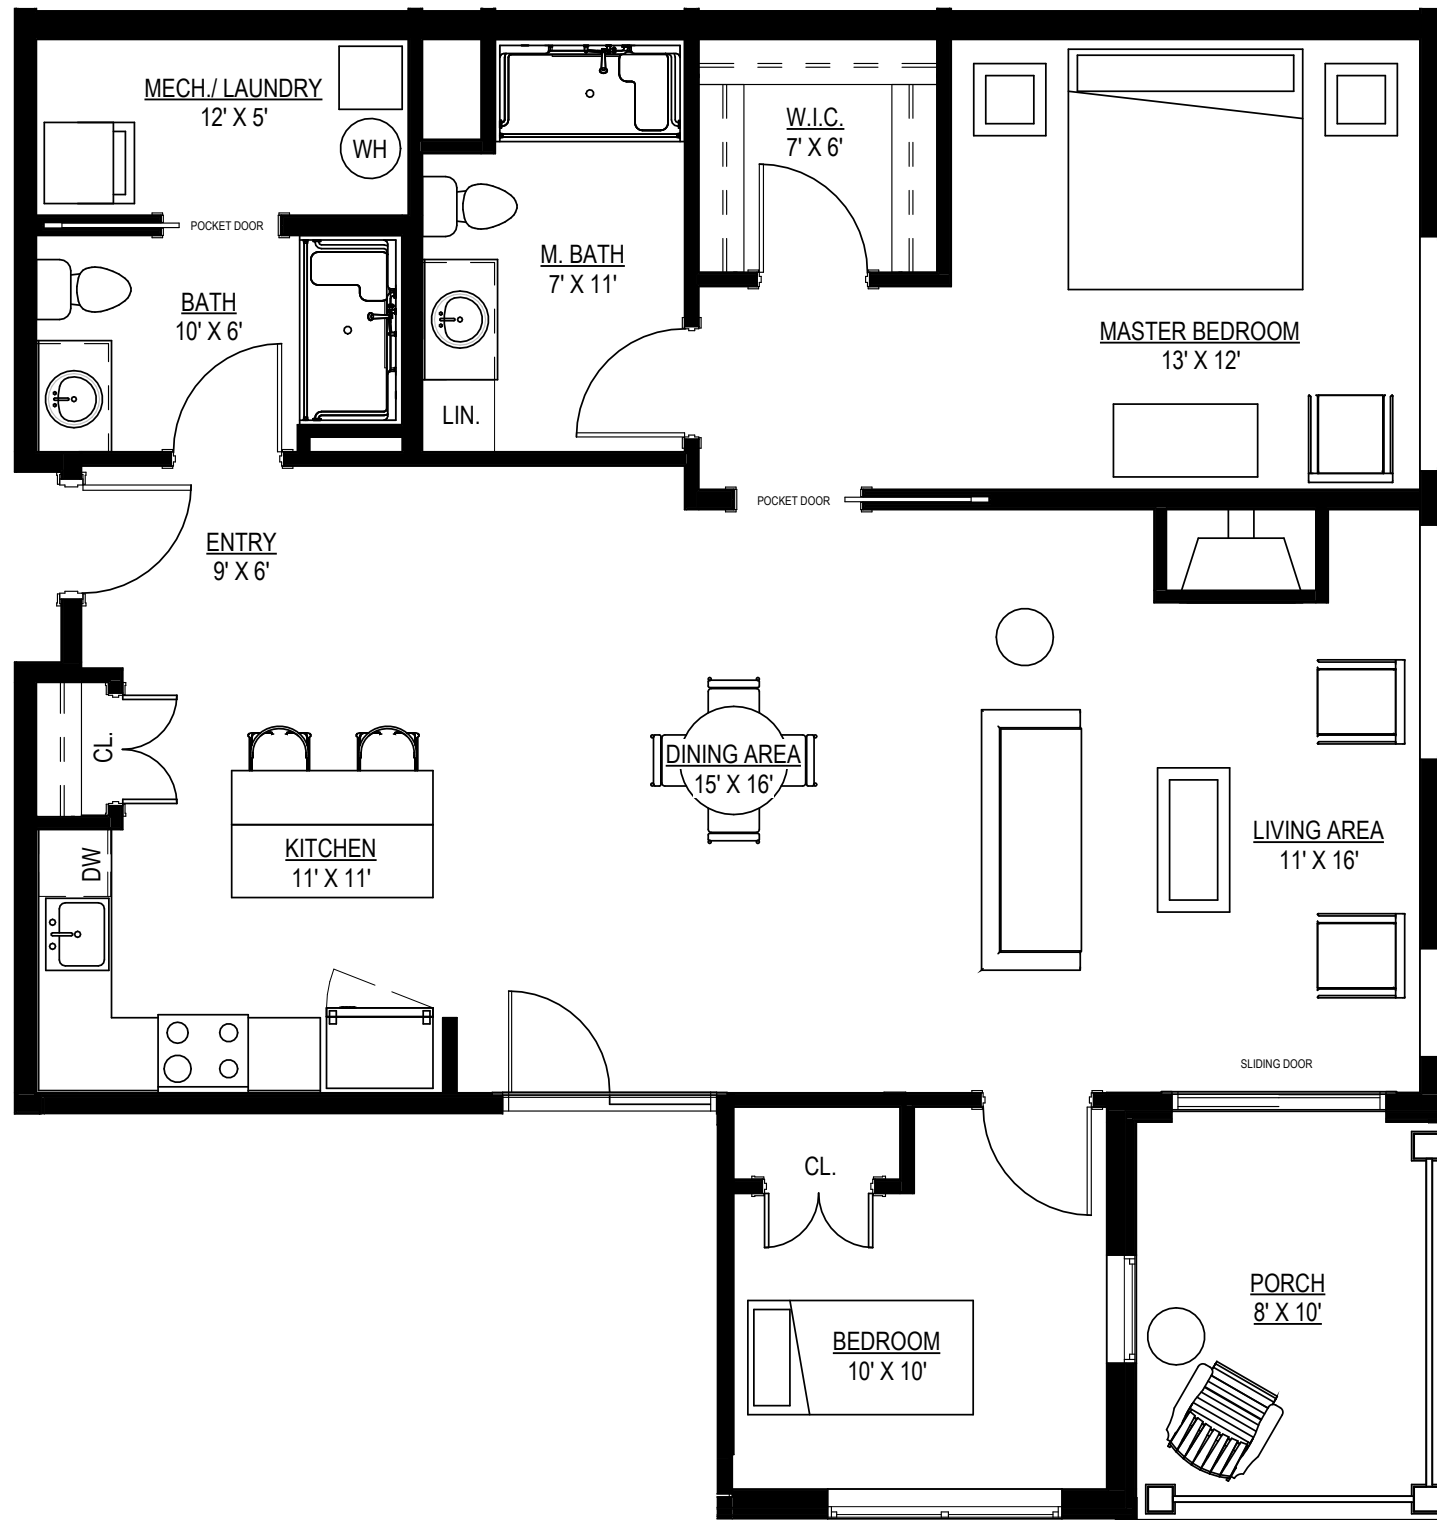 MECH./ LAUNDRY
12' X 5'
WH
W.I.C.
7' X 6'
POCKET DOOR
M. BATH
7' X 11'
BATH
10' X 6'
MASTER BEDROOM
13' X 12'
LIN.
POCKET DOOR
ENTRY
9' X 6'
CL.
DINING AREA
15' X 16'
KITCHEN
11' X 11'
DW
LIVING AREA
11' X 16'
SLIDING DOOR
CL.
PORCH
8' X 10'
BEDROOM
10' X 10'